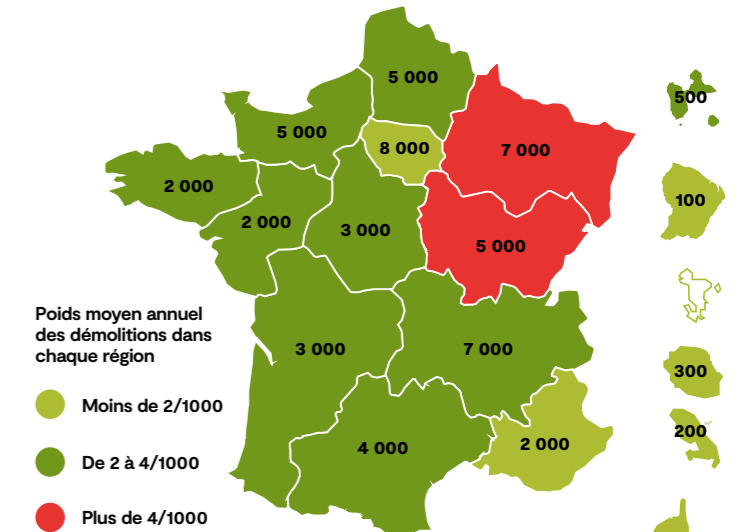 5 000
5 000
8 000
7 000
500
2 000
2 000
3 000
5 000
100
Poids moyen annuel
des démolitions dans
chaque région
3 000
7 000
300
Moins de 2/1000
200
4 000
2 000
De 2 à 4/1000
Plus de 4/1000